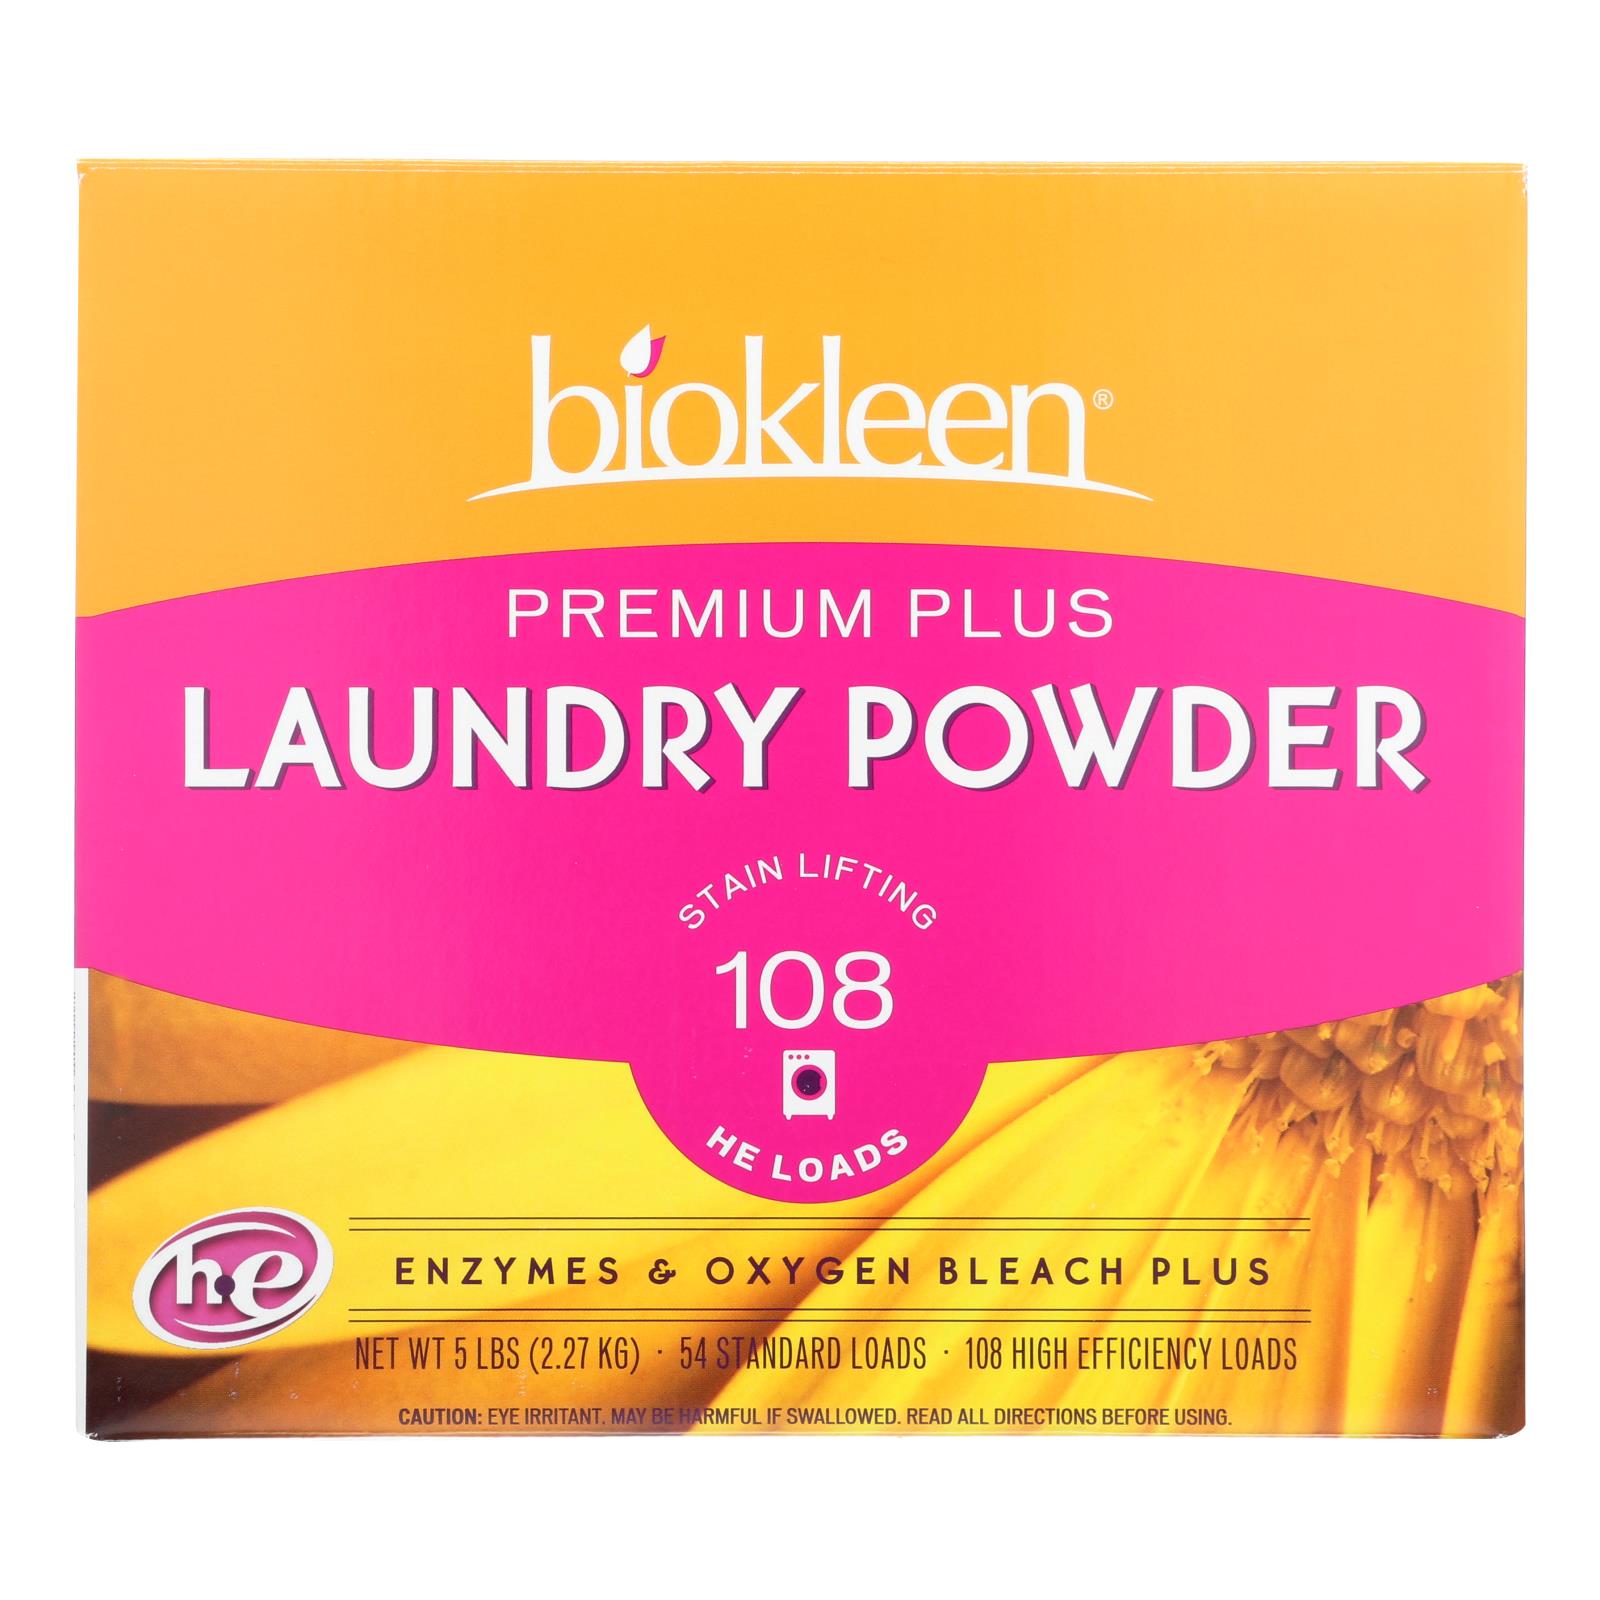 biokleen®
PREMIUM PLUS
LAUNDRY POWDER
STAIN LIFTING
108
HE LOADS
he
ENZYMES & OXYGEN BLEACH PLUS
NET WT 5 LBS (2.27 KG) · 54 STANDARD LOADS · 108 HIGH EFFICIENCY LOADS
CAUTION: EYE IRRITANT. MAY BE HARMFUL IF SWALLOWED. READ ALL DIRECTIONS BEFORE USING.